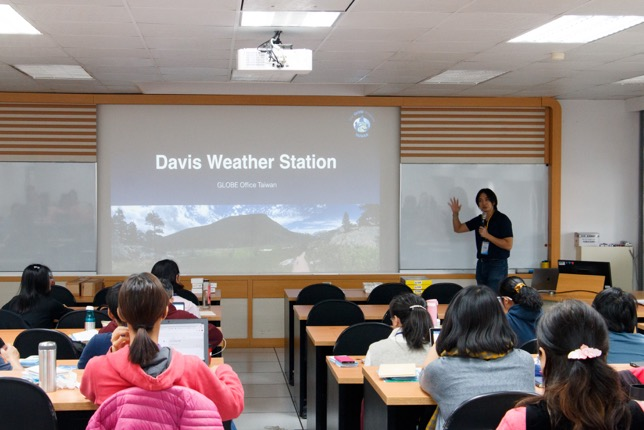 Davis Weather Station
GLOBE Office Taiwan